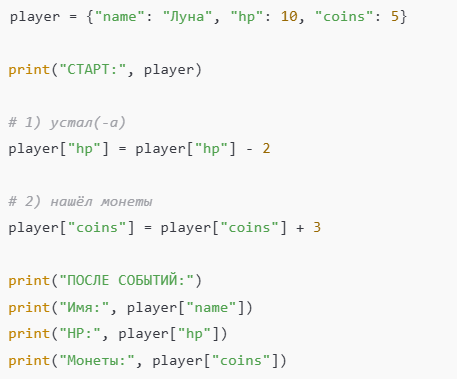 player = {"name": "Луна", "hp": 10, "coins": 5}
print("СТАРТ:", player)
# 1) устал(-а)
player["hp"] = player["hp"] - 2
# 2) нашёл монеты
player["coins"] = player["coins"] + 3
print("ПОСЛЕ СОБЫТИЙ:")
print("Имя:", player["name"])
print("HP:", player["hp"])
print("Монеты:", player["coins"])